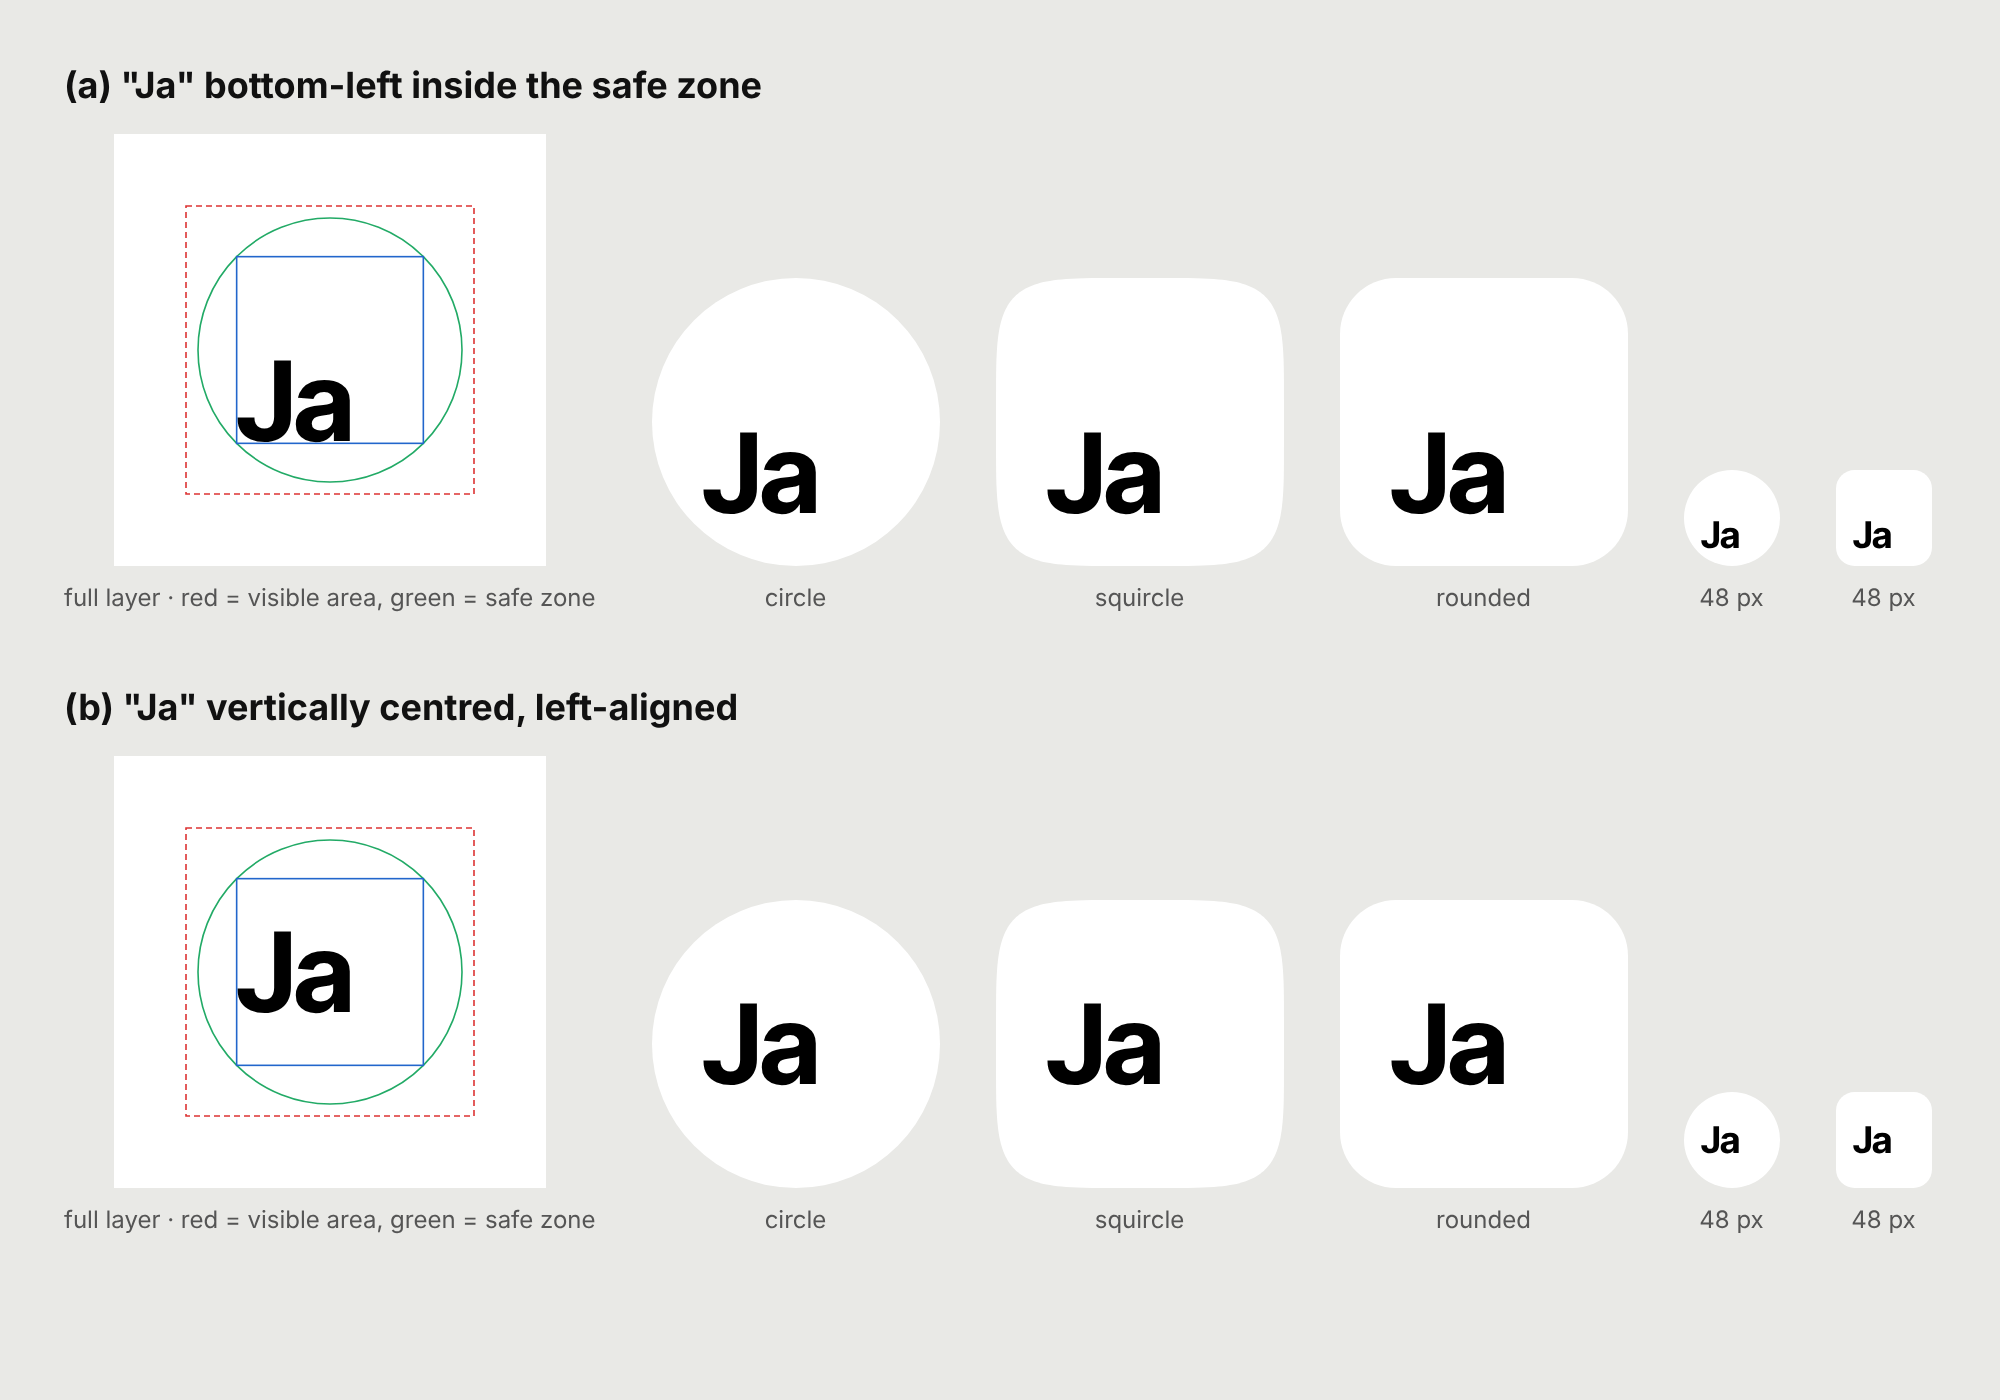 (a) "Ja" bottom-left inside the safe zone
Ja
Ja
Ja
Ja
Ja
Ja
full layer · red = visible area, green = safe zone
circle
squircle
rounded
48 px
48 px
(b) "Ja" vertically centred, left-aligned
Ja
Ja
Ja
Ja
Ja
Ja
full layer · red = visible area, green = safe zone
circle
squircle
rounded
48 px
48 px